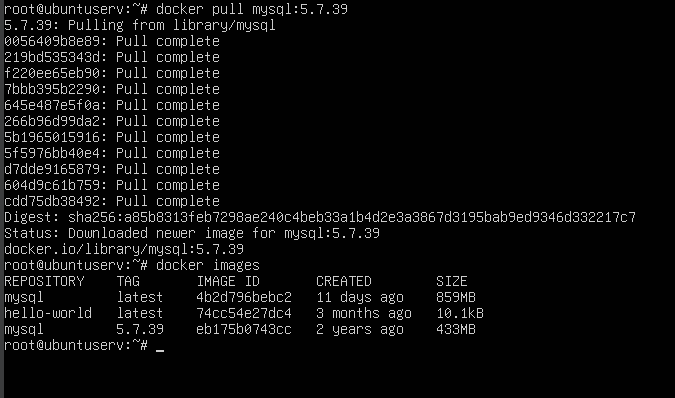 root@ubuntuserv:~# docker pull mysql:5.7.39
5.7.39: Pulling from library/mysql
0056409b8e89: Pull complete
219bd535343d: Pull complete
f220ee65eb90: Pull complete
7bbb395b2290: Pull complete
645e487e5f0a: Pull complete
266b96d99da2: Pull complete
5b1965015916: Pull complete
5f5976bb40e4: Pull complete
d7dde9165879: Pull complete
604d9c61b759: Pull complete
cdd75db38492: Pull complete
Digest: sha256:a85b8313feb7298ae240c4beb33a1b4d2e3a3867d3195bab9ed9346d332217c7
Status: Downloaded newer image for mysql:5.7.39
docker.io/library/mysql:5.7.39
root@ubuntuserv:~# docker images
REPOSITORY    TAG       IMAGE ID       CREATED        SIZE
mysql         latest    4b2d796bebc2   11 days ago    859MB
hello-world   latest    74cc54e27dc4   3 months ago   10.1kB
mysql         5.7.39    eb175b0743cc   2 years ago    433MB
root@ubuntuserv:~# _